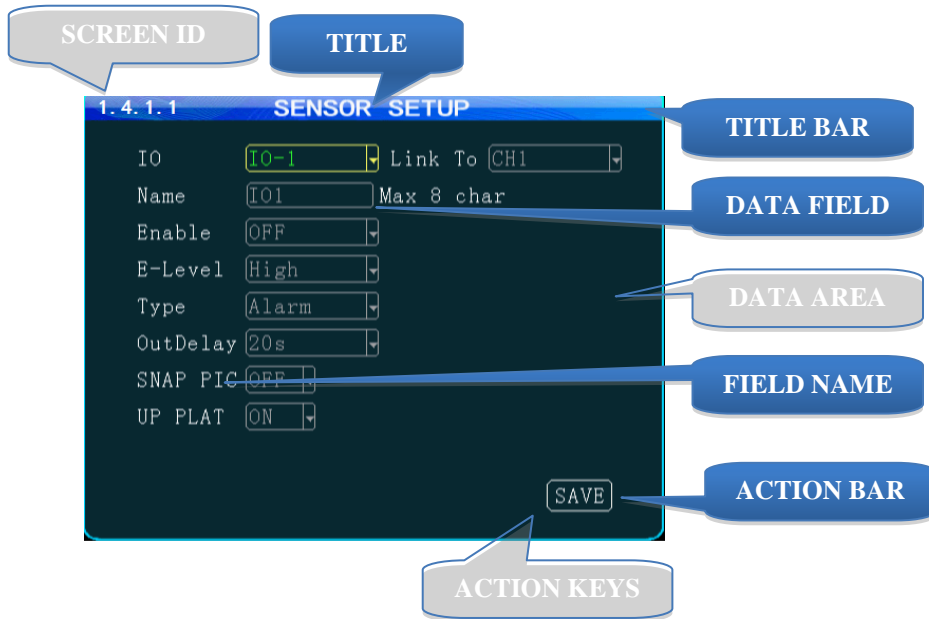 SCREEN ID
TITLE
1.4.1.1 SENSOR SETUP
TITLE BAR
IO IO-1 Link To CH1
Name IO1 Max 8 char
DATA FIELD
Enable OFF
E-Level High
DATA AREA
Type Alarm
OutDelay 20s
SNAP PIC OFF
FIELD NAME
UP PLAT ON
SAVE
ACTION BAR
ACTION KEYS